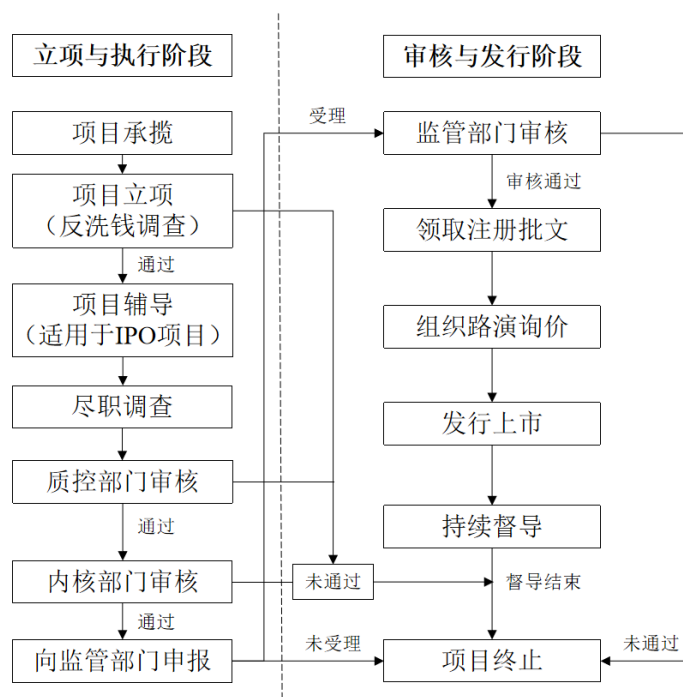 立项与执行阶段
项目承揽
项目立项
（反洗钱调查）
通过
项目辅导
（适用于IPO项目）
尽职调查
质控部门审核
通过
内核部门审核
通过
向监管部门申报
审核与发行阶段
受理
监管部门审核
审核通过
领取注册批文
组织路演询价
发行上市
持续督导
未通过
督导结束
未受理
项目终止
未通过